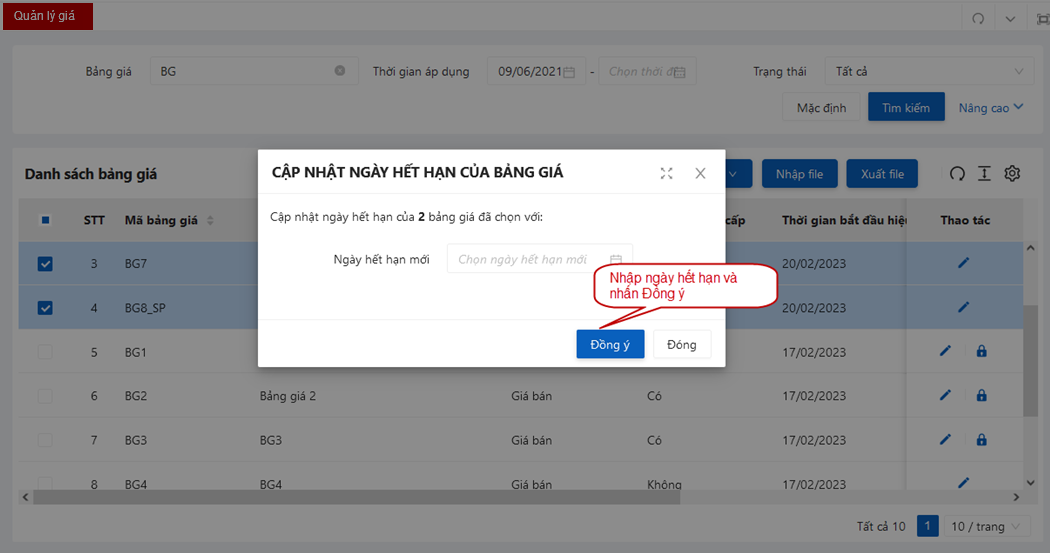 Quản lý giá
Bảng giá BG Thời gian áp dụng 09/06/2021 - Chọn thời đ Trạng thái Tất cả
Mặc định Tìm kiếm Nâng cao
Danh sách bảng giá Nhập file Xuất file
STT Mã bảng giá cấp Thời gian bắt đầu hiệu Thao tác
3 BG7 20/02/2023
4 BG8_SP 20/02/2023
5 BG1 17/02/2023
6 BG2 Bảng giá 2 Giá bán Có 17/02/2023
7 BG3 BG3 Giá bán Có 17/02/2023
8 BG4 BG4 Giá bán Không 17/02/2023
Tất cả 10 1 10 / trang
CẬP NHẬT NGÀY HẾT HẠN CỦA BẢNG GIÁ
Cập nhật ngày hết hạn của 2 bảng giá đã chọn với:
Ngày hết hạn mới Chọn ngày hết hạn mới
Nhập ngày hết hạn và
nhấn Đồng ý
Đồng ý Đóng